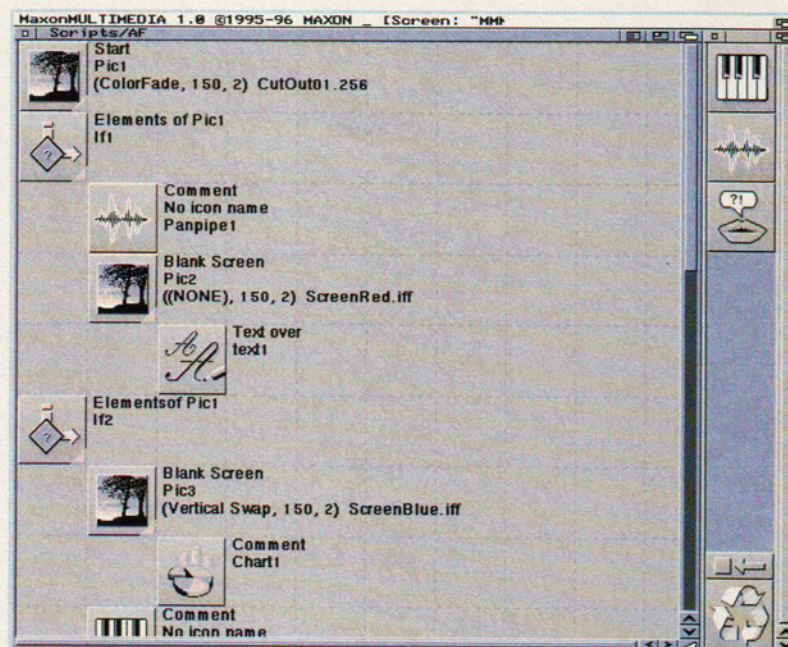 MaxonMULTIMEDIA 1.0 ©1995-96 MAXON _ [Screen: "MM
Scripts/AF
Start
Pic1
(ColorFade, 150, 2) CutOut01.256
Elements of Pic1
If1
Comment
No icon name
Panpipe1
Blank Screen
Pic2
((NONE), 150, 2) ScreenRed.iff
Text over
text1
Elementsof Pic1
If2
Blank Screen
Pic3
(Vertical Swap, 150, 2) ScreenBlue.iff
Comment
Chart1
Comment
No icon name